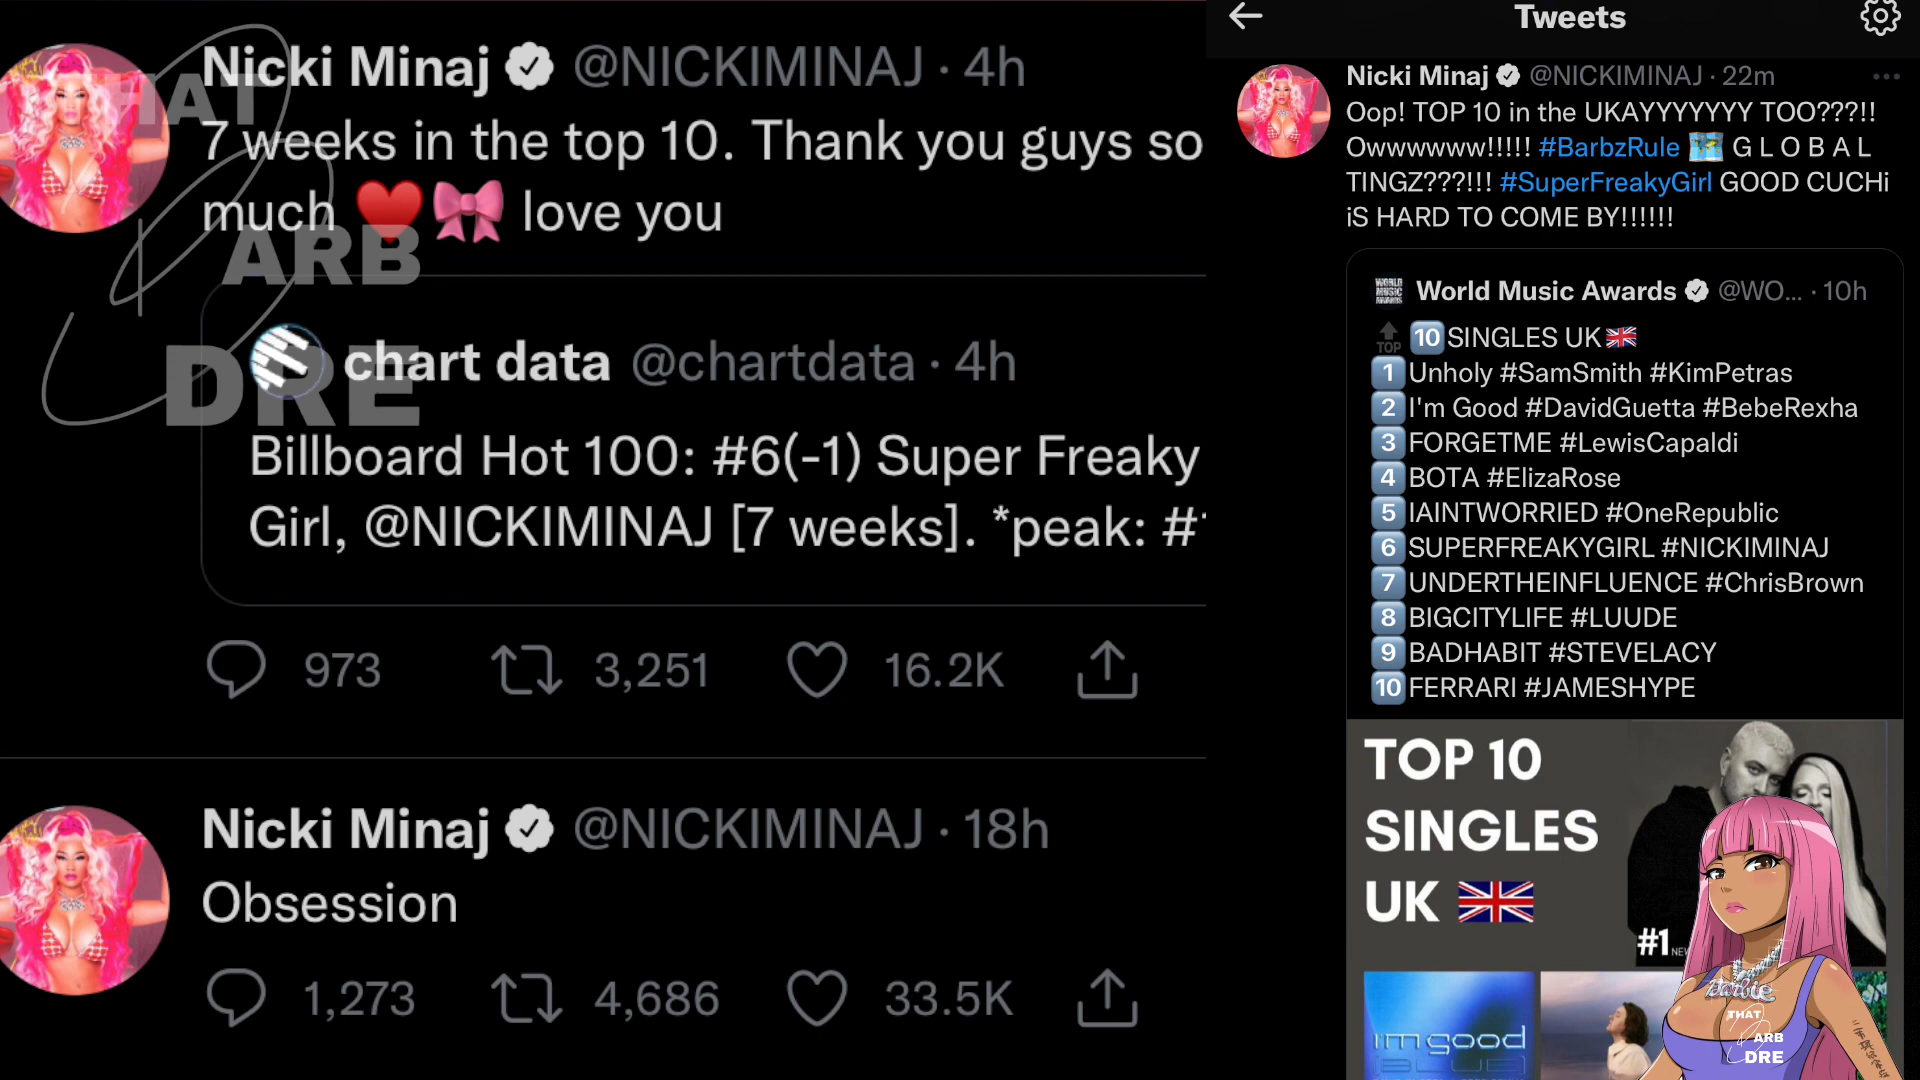 Nicki Minaj @NICKIMINAJ · 4h
7 weeks in the top 10. Thank you guys so
much ❤️🎀 love you
chart data @chartdata · 4h
Billboard Hot 100: #6(-1) Super Freaky
Girl, @NICKIMINAJ [7 weeks]. *peak:
973 3,251 16.2K
Nicki Minaj @NICKIMINAJ · 18h
Obsession
1,273 4,686 33.5K
THAT
BARB
DRE
Tweets
Nicki Minaj @NICKIMINAJ · 22m
Oop! TOP 10 in the UKAYYYYYYY TOO???!!
Owwwwww!!!!! #BarbzRule 🗺️ G L O B A L
TINGZ???!!! #SuperFreakyGirl GOOD CUCHi
iS HARD TO COME BY!!!!!!
World Music Awards @WO... · 10h
🔝🔟SINGLES UK🇬🇧
1️⃣Unholy #SamSmith #KimPetras
2️⃣I'm Good #DavidGuetta #BebeRexha
3️⃣FORGETME #LewisCapaldi
4️⃣BOTA #ElizaRose
5️⃣IAINTWORRIED #OneRepublic
6️⃣SUPERFREAKYGIRL #NICKIMINAJ
7️⃣UNDERTHEINFLUENCE #ChrisBrown
8️⃣BIGCITYLIFE #LUUDE
9️⃣BADHABIT #STEVELACY
🔟FERRARI #JAMESHYPE
TOP 10
SINGLES
UK 🇬🇧
#1
im good
(BLUE)
Barbie
THAT
BARB
DRE